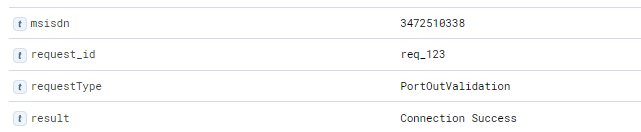 t msisdn 3472510338
t request_id req_123
t requestType PortOutValidation
t result Connection Success